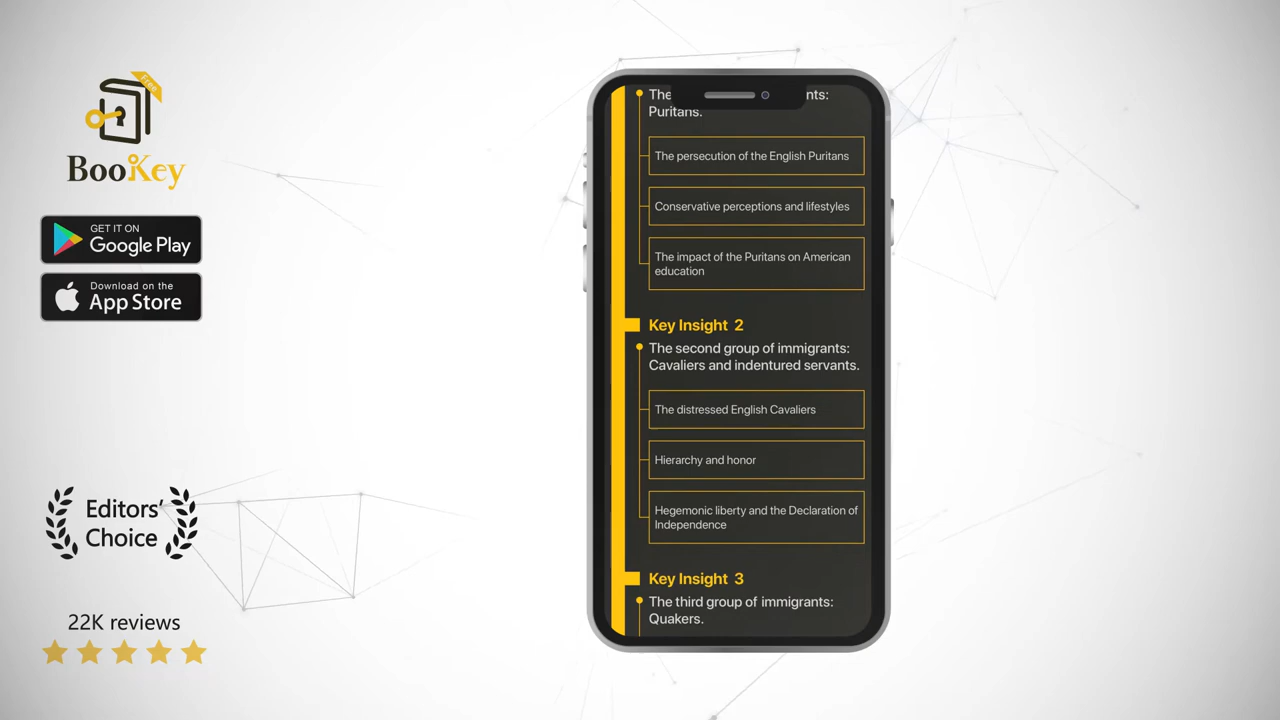 Free
BooKey
GET IT ON
Google Play
Download on the
App Store
Editors'
Choice
22K reviews
The nts:
Puritans.
The persecution of the English Puritans
Conservative perceptions and lifestyles
The impact of the Puritans on American
education
Key Insight 2
The second group of immigrants:
Cavaliers and indentured servants.
The distressed English Cavaliers
Hierarchy and honor
Hegemonic liberty and the Declaration of
Independence
Key Insight 3
The third group of immigrants:
Quakers.